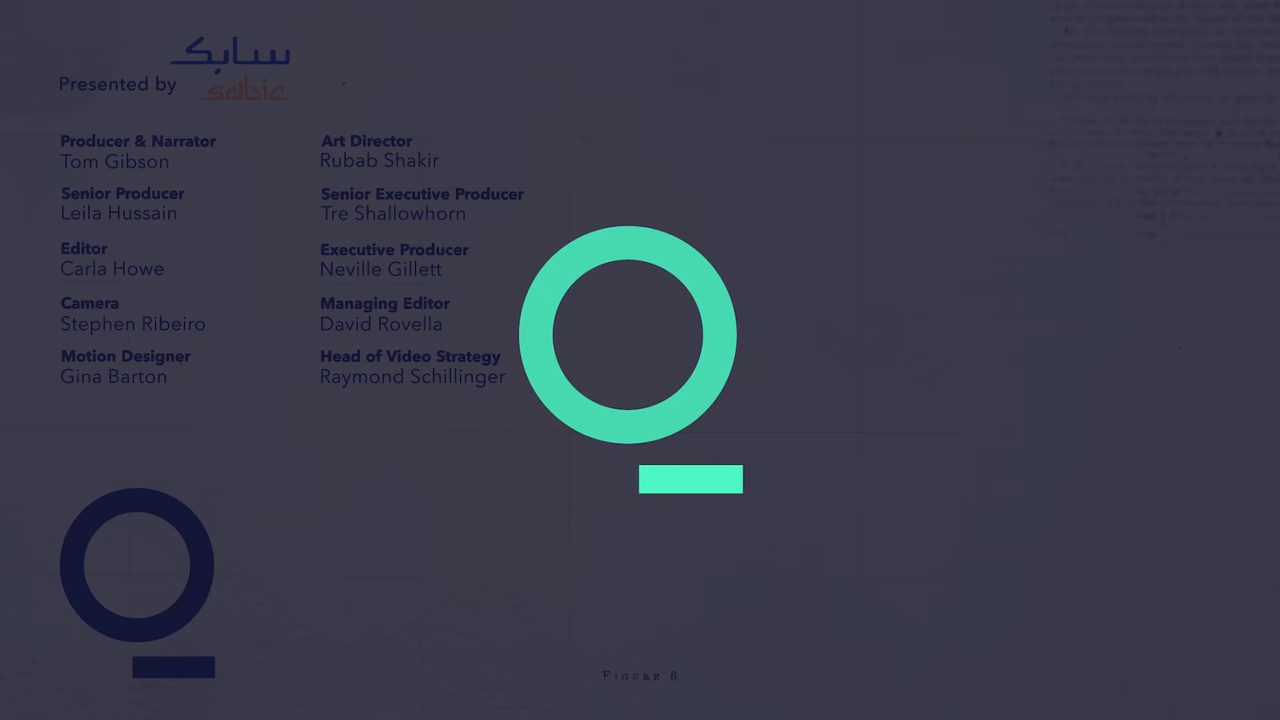 سابك
Presented by
sabic
Producer & Narrator
Tom Gibson
Senior Producer
Leila Hussain
Editor
Carla Howe
Camera
Stephen Ribeiro
Motion Designer
Gina Barton
Art Director
Rubab Shakir
Senior Executive Producer
Tre Shallowhorn
Executive Producer
Neville Gillett
Managing Editor
David Rovella
Head of Video Strategy
Raymond Schillinger
FIGURE 6